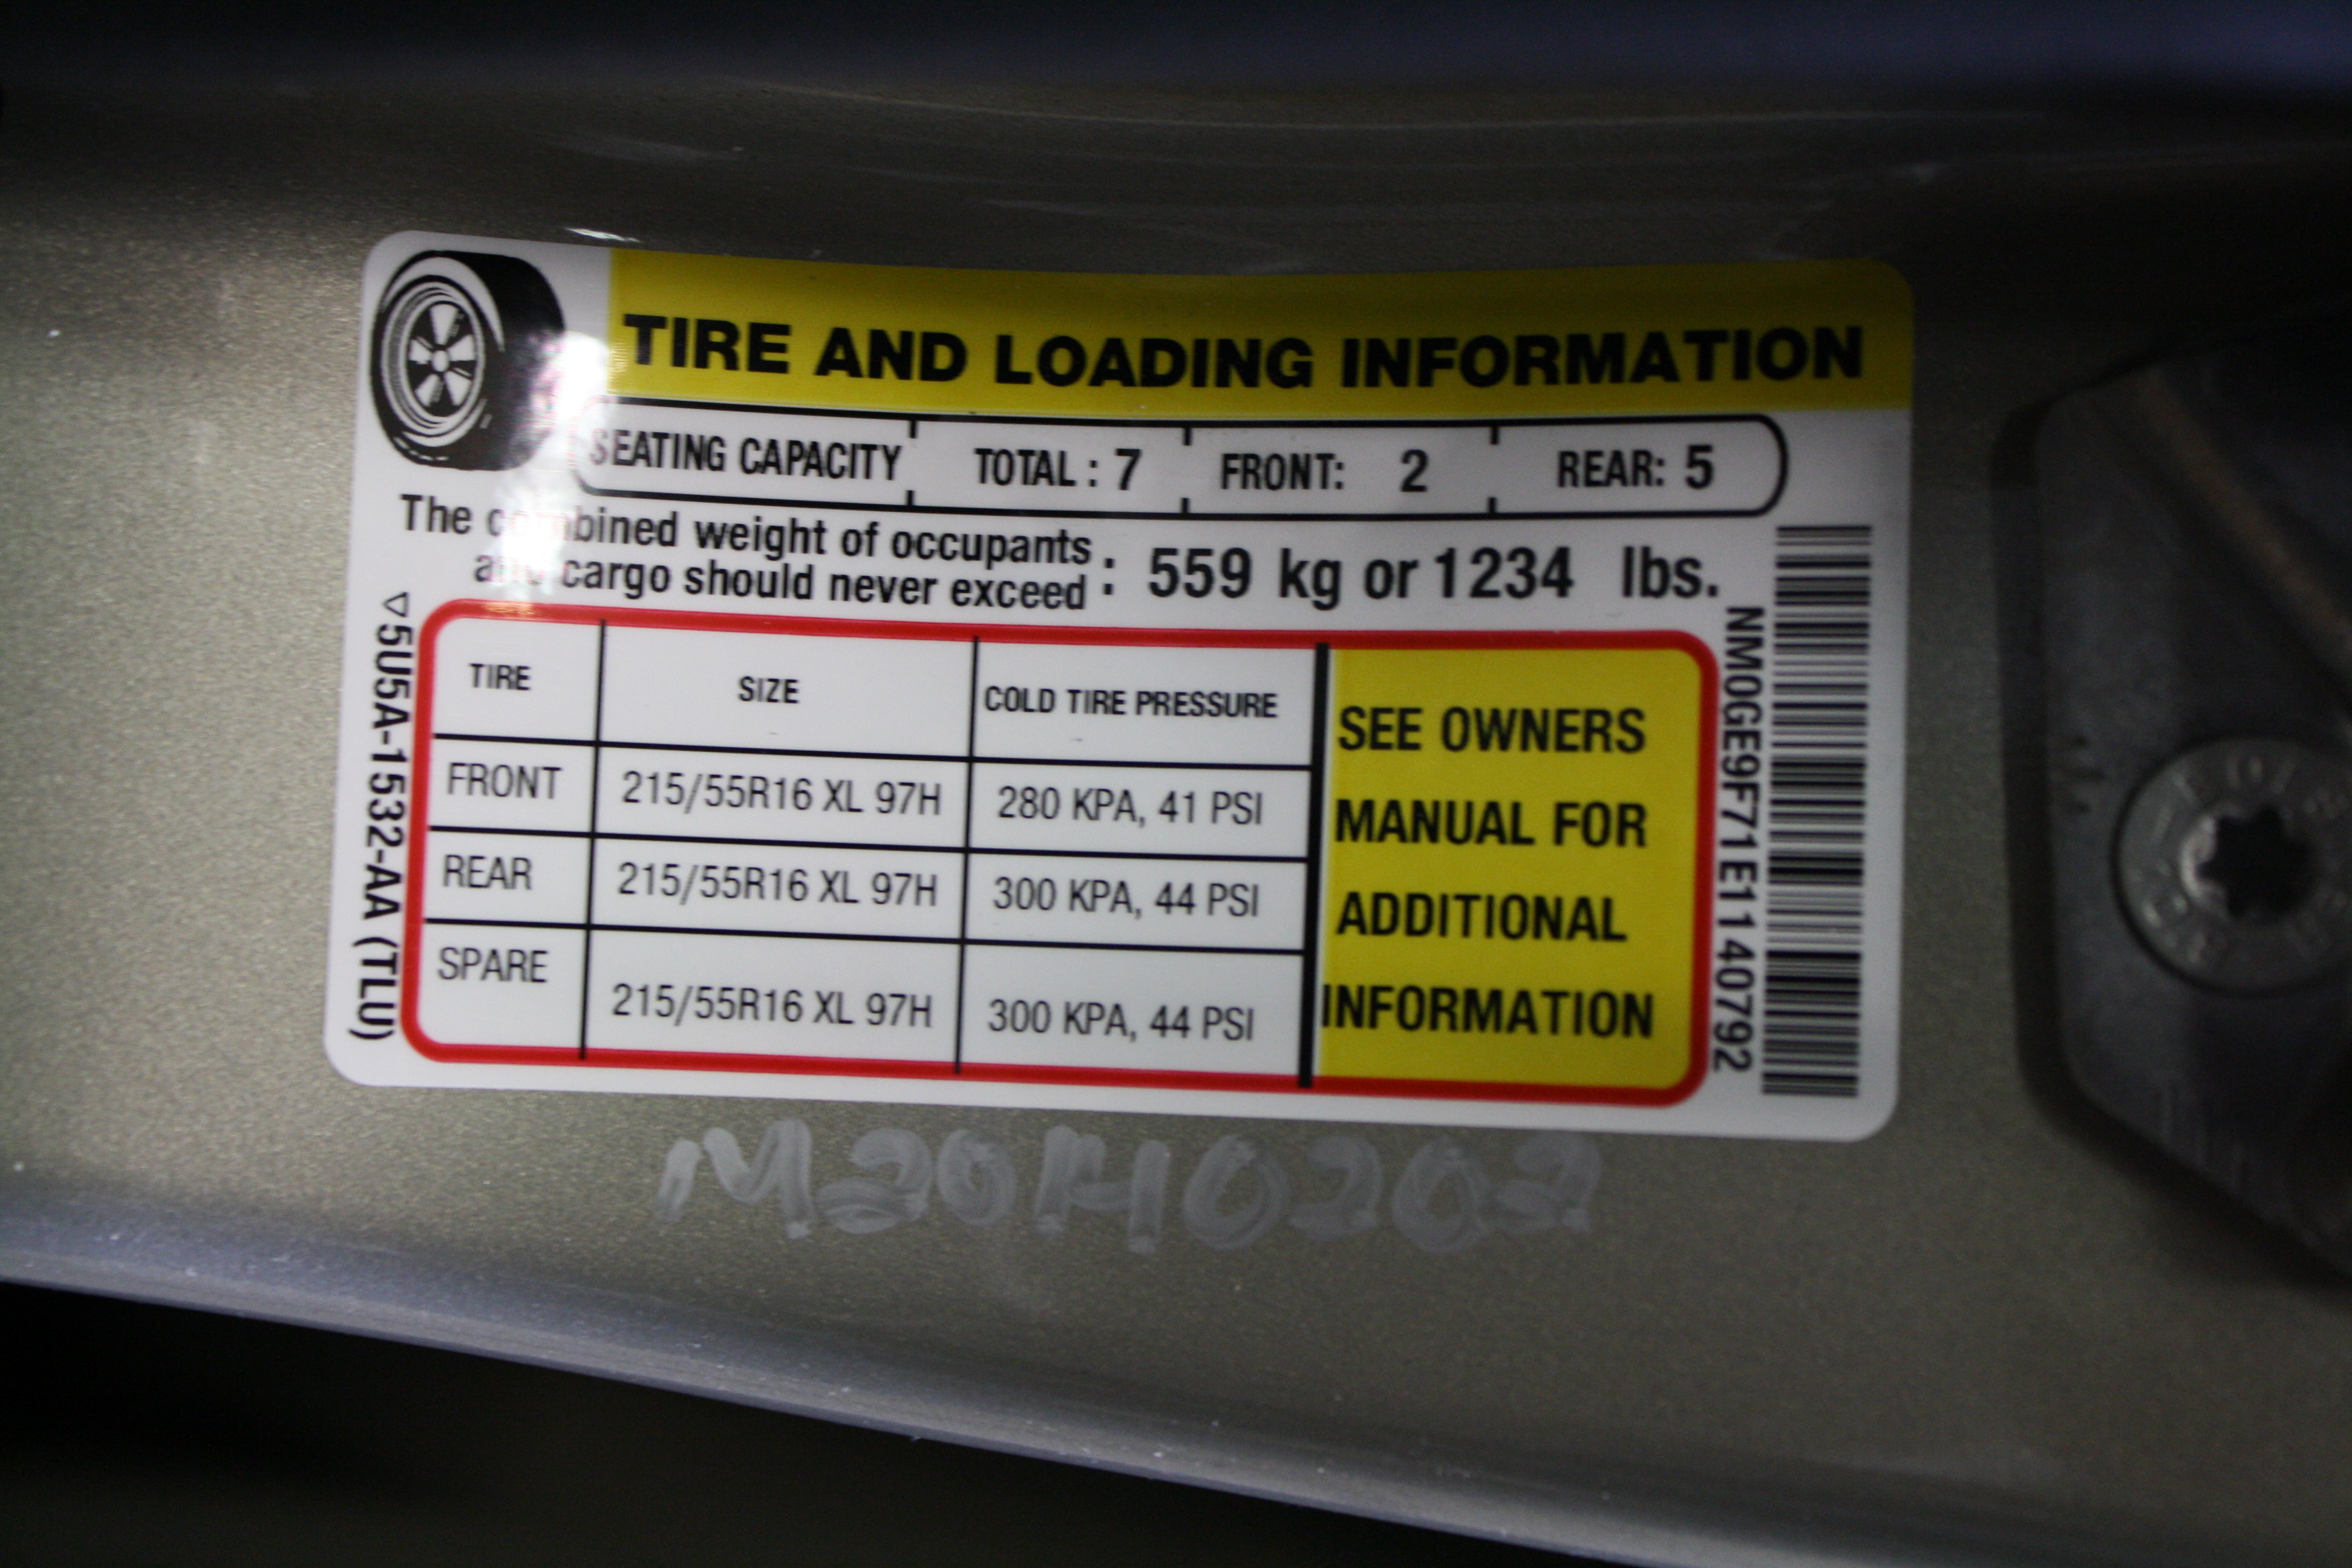 TIRE AND LOADING INFORMATION
SEATING CAPACITY TOTAL : 7 FRONT: 2 REAR: 5
The combined weight of occupants
and cargo should never exceed : 559 kg or 1234 lbs.
TIRE SIZE COLD TIRE PRESSURE
FRONT 215/55R16 XL 97H 280 KPA, 41 PSI
REAR 215/55R16 XL 97H 300 KPA, 44 PSI
SPARE 215/55R16 XL 97H 300 KPA, 44 PSI
SEE OWNERS
MANUAL FOR
ADDITIONAL
INFORMATION
5U5A-1532-AA (TLU)
NM0GE9F71E1140792